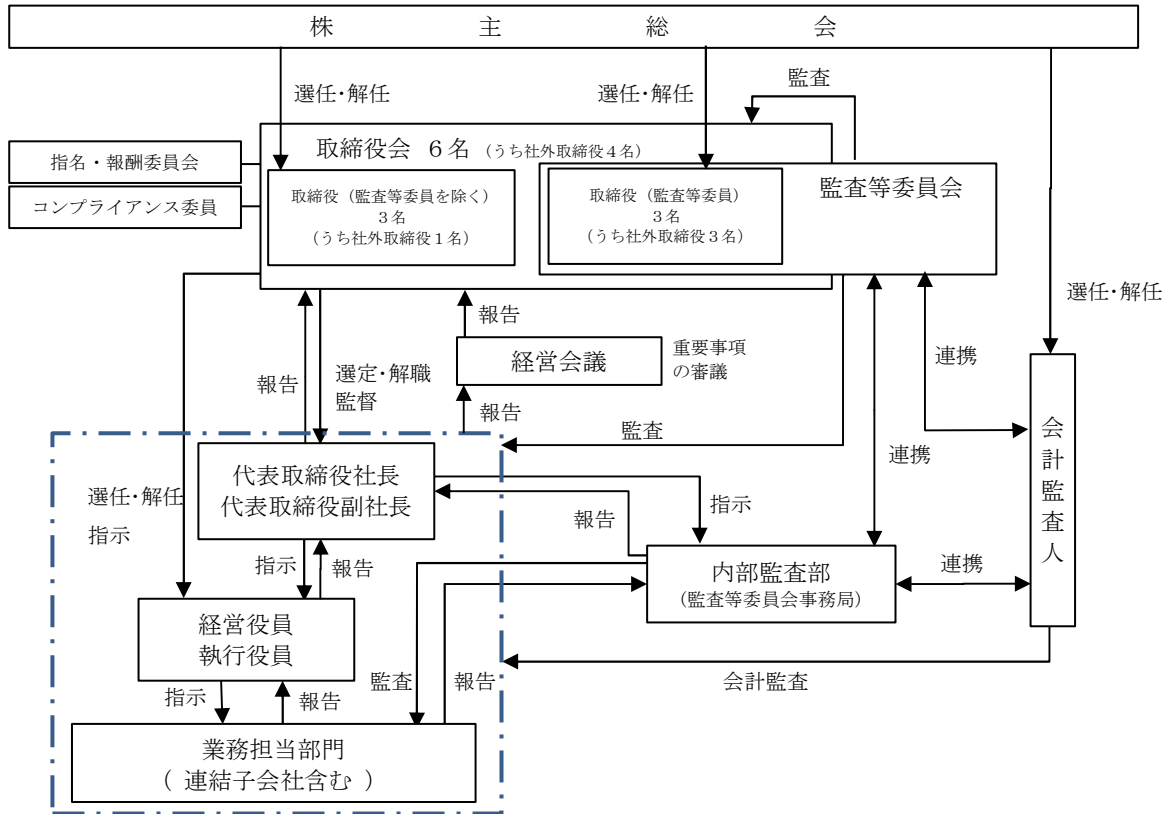 株主総会
選任・解任
選任・解任
監査
取締役会 6名 (うち社外取締役4名)
指名・報酬委員会
コンプライアンス委員
取締役（監査等委員を除く）
3名
（うち社外取締役1名）
取締役（監査等委員）
3名
（うち社外取締役3名）
監査等委員会
選任・解任
報告
経営会議
重要事項
の審議
連携
報告
選定・解職
監督
報告
監査
連携
会計監査人
代表取締役社長
代表取締役副社長
選任・解任
指示
指示
報告
内部監査部
(監査等委員会事務局)
連携
指示
報告
経営役員
執行役員
指示
報告
監査
報告
会計監査
業務担当部門
( 連結子会社含む )